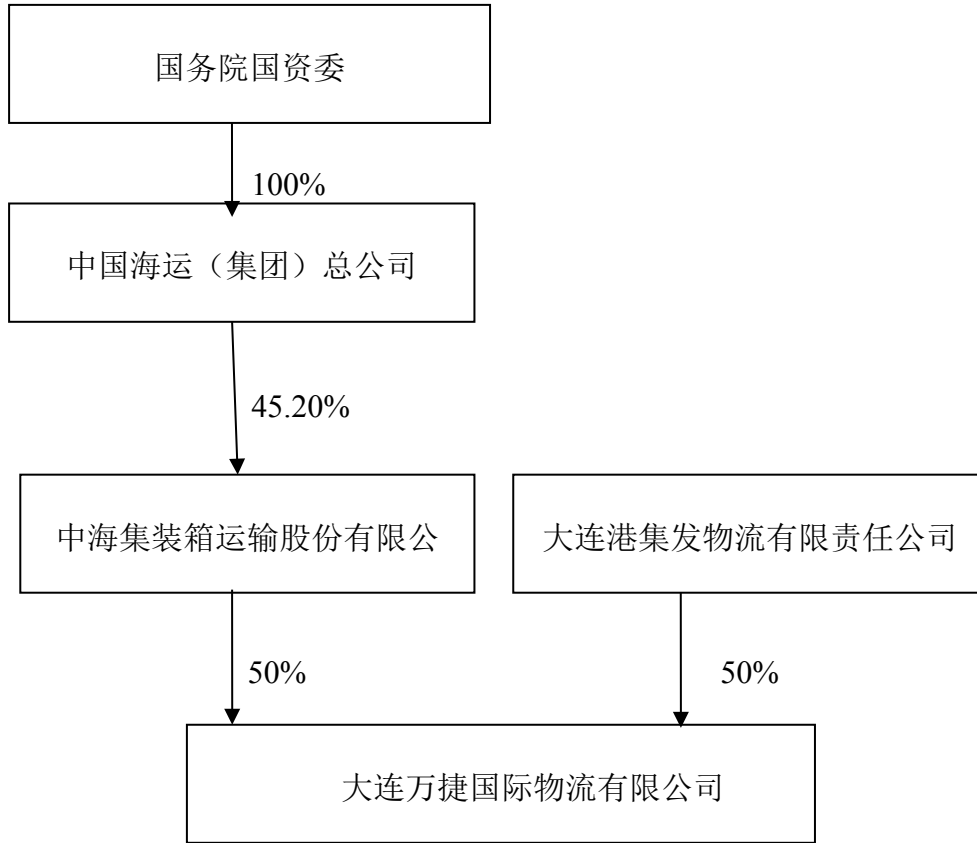 国务院国资委
100%
中国海运（集团）总公司
45.20%
中海集装箱运输股份有限公
大连港集发物流有限责任公司
50%
50%
大连万捷国际物流有限公司